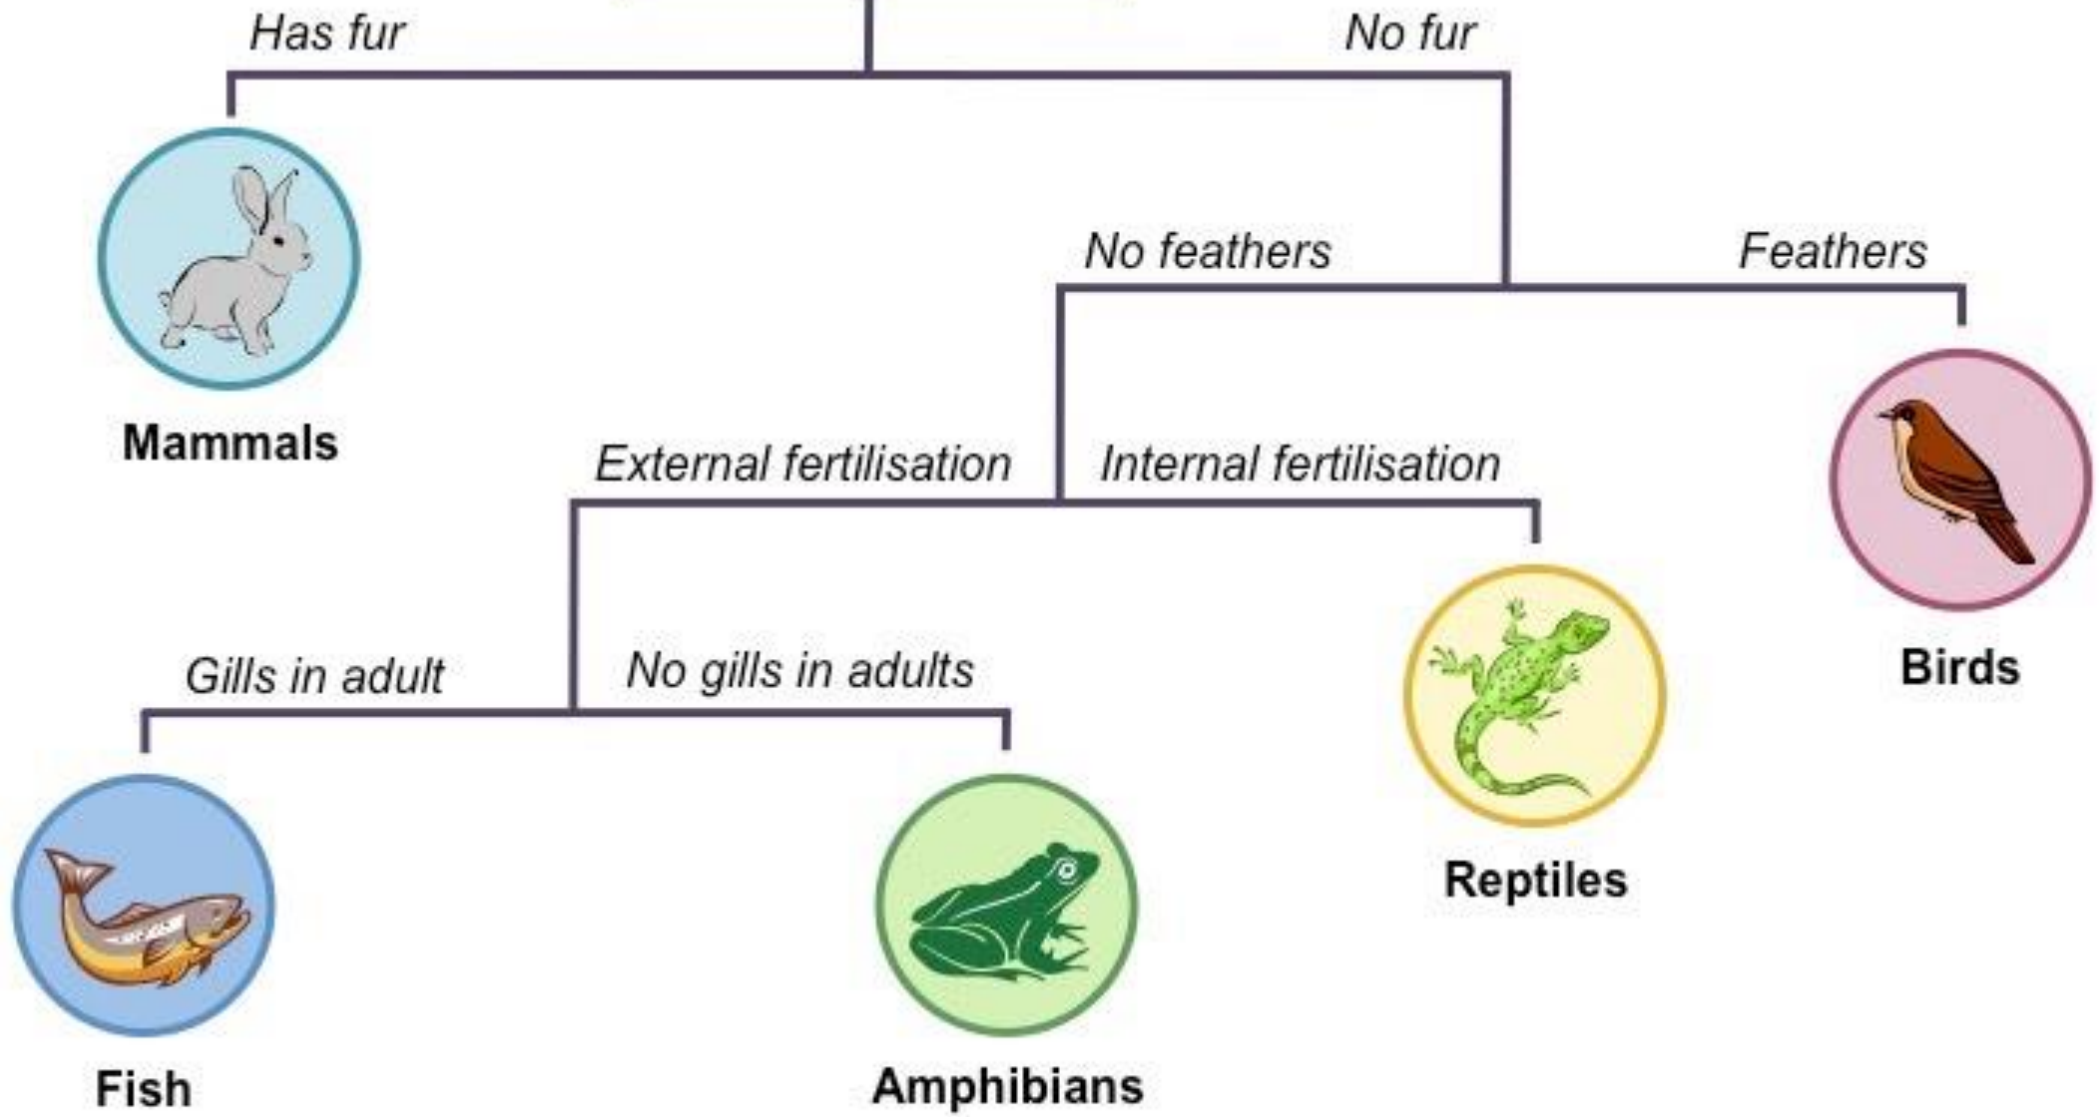 Has fur
No fur
No feathers
Feathers
Mammals
External fertilisation
Internal fertilisation
Birds
Gills in adult
No gills in adults
Reptiles
Fish
Amphibians